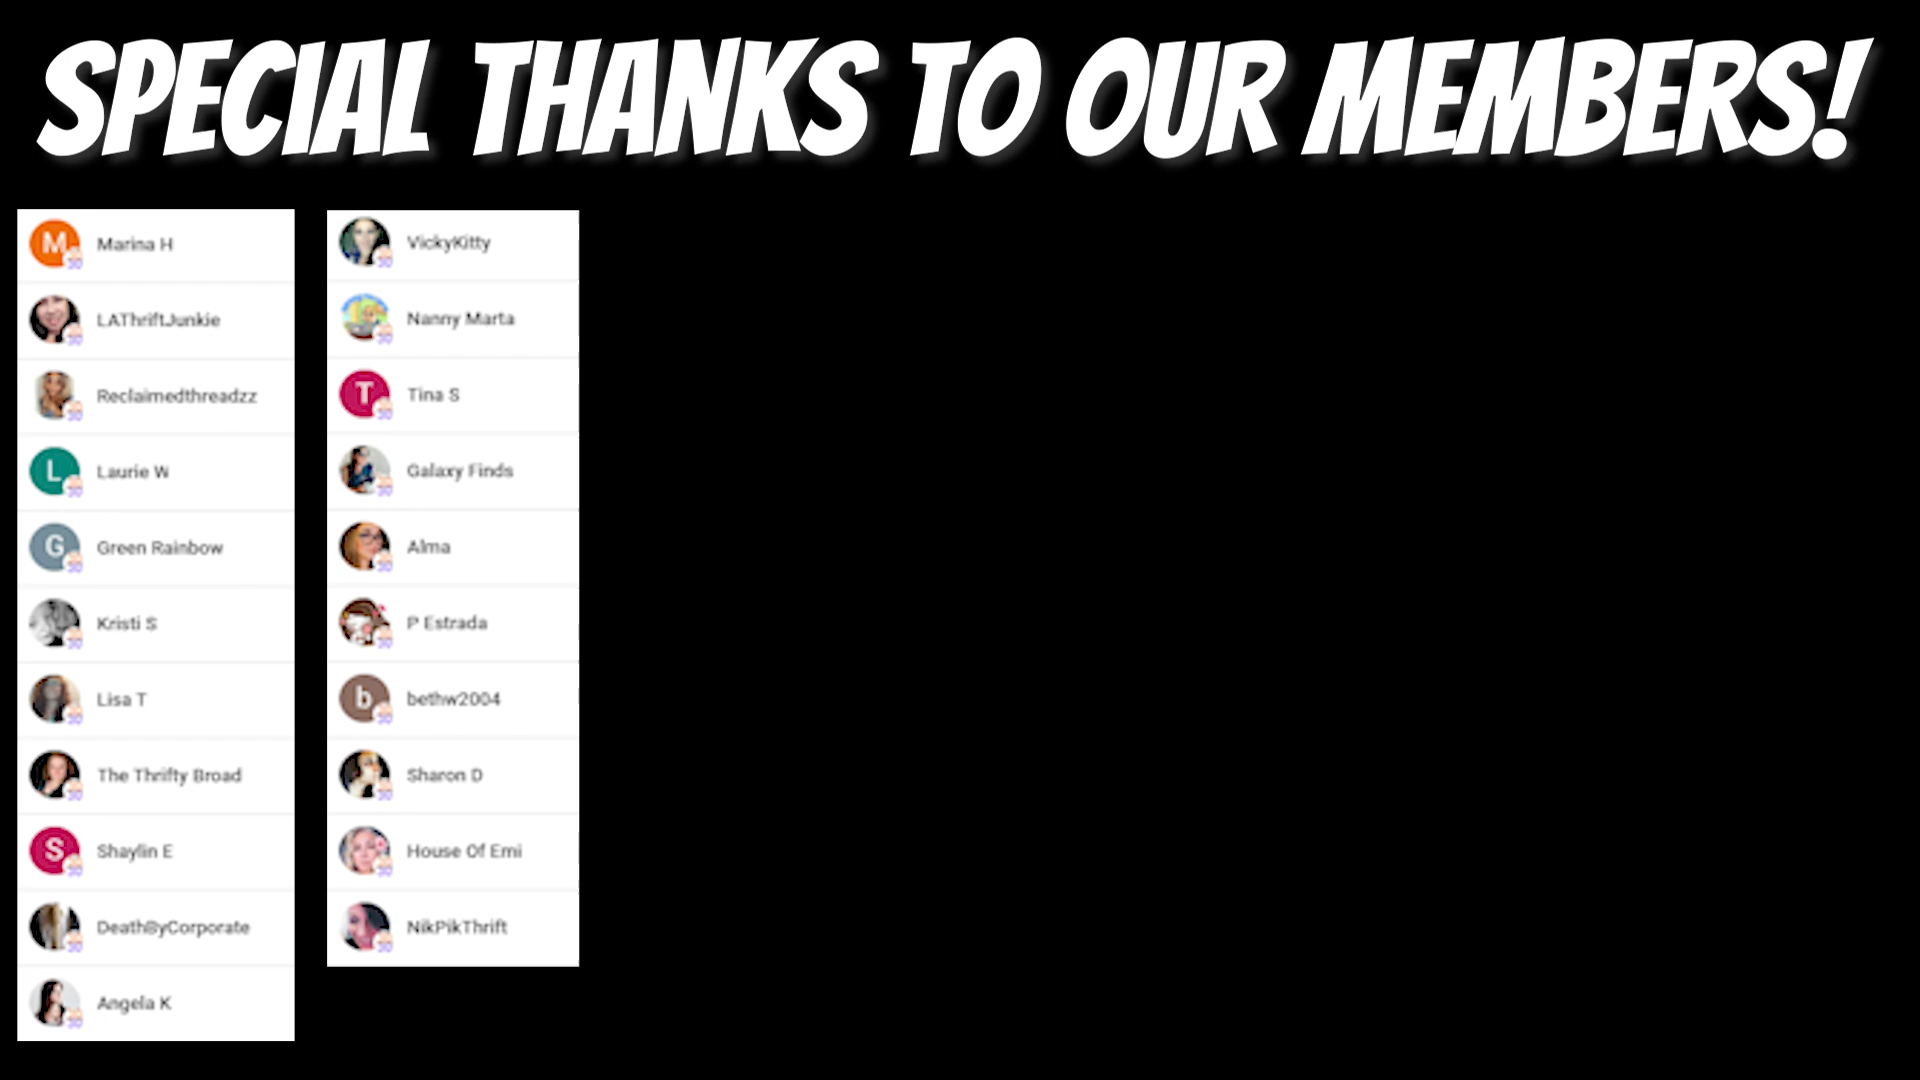 SPECIAL THANKS TO OUR MEMBERS!
M
Marina H
LAThriftJunkie
Reclaimedthreadzz
L
Laurie W
G
Green Rainbow
Kristi S
Lisa T
The Thrifty Broad
S
Shaylin E
DeathByCorporate
Angela K
VickyKitty
Nanny Marta
T
Tina S
Galaxy Finds
Alma
P Estrada
b
bethw2004
Sharon D
House Of Emi
NikPikThrift